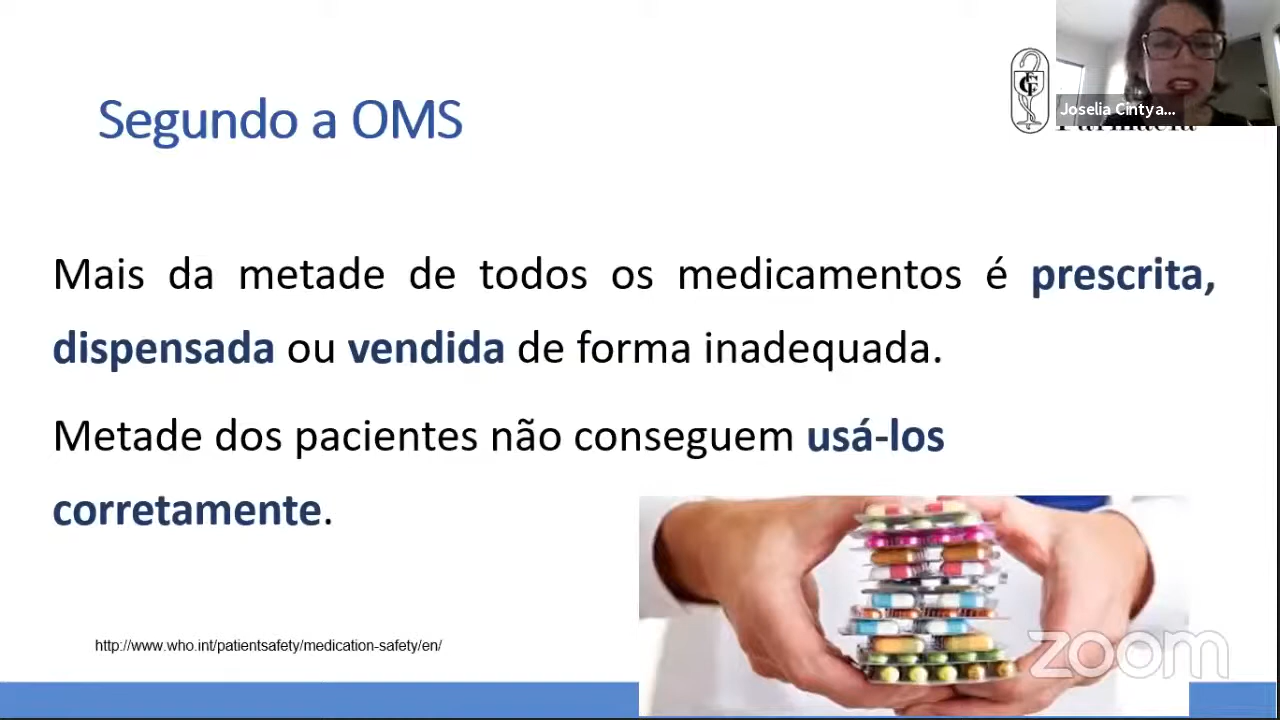 Segundo a OMS
Joselia Cintya...
Mais da metade de todos os medicamentos é prescrita,
dispensada ou vendida de forma inadequada.
Metade dos pacientes não conseguem usá-los
corretamente.
http://www.who.int/patientsafety/medication-safety/en/
zoom